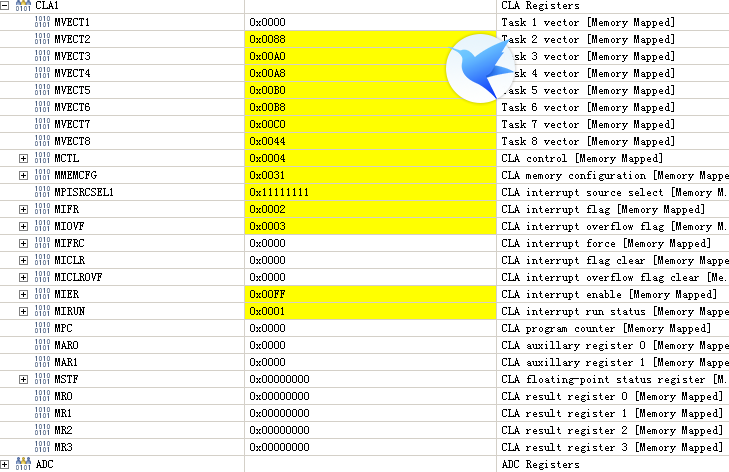 CLA1 CLA Registers
MVECT1 0x0000 Task 1 vector [Memory Mapped]
MVECT2 0x0088 Task 2 vector [Memory Mapped]
MVECT3 0x00A0 Task 3 vector [Memory Mapped]
MVECT4 0x00A8 Task 4 vector [Memory Mapped]
MVECT5 0x00B0 Task 5 vector [Memory Mapped]
MVECT6 0x00B8 Task 6 vector [Memory Mapped]
MVECT7 0x00C0 Task 7 vector [Memory Mapped]
MVECT8 0x0044 Task 8 vector [Memory Mapped]
MCTL 0x0004 CLA control [Memory Mapped]
MMEMCFG 0x0031 CLA memory configuration [Memory Mapped]
MPISRCSEL1 0x11111111 CLA interrupt source select [Memory M...
MIFR 0x0002 CLA interrupt flag [Memory Mapped]
MIOVF 0x0003 CLA interrupt overflow flag [Memory Mapped]
MIFRC 0x0000 CLA interrupt force [Memory Mapped]
MICLR 0x0000 CLA interrupt flag clear [Memory Mapped]
MICLROVF 0x0000 CLA interrupt overflow flag clear [Me...
MIER 0x00FF CLA interrupt enable [Memory Mapped]
MIRUN 0x0001 CLA interrupt run status [Memory Mapped]
MPC 0x0000 CLA program counter [Memory Mapped]
MAR0 0x0000 CLA auxillary register 0 [Memory Mapped]
MAR1 0x0000 CLA auxillary register 1 [Memory Mapped]
MSTF 0x00000000 CLA floating-point status register [M...
MR0 0x00000000 CLA result register 0 [Memory Mapped]
MR1 0x00000000 CLA result register 1 [Memory Mapped]
MR2 0x00000000 CLA result register 2 [Memory Mapped]
MR3 0x00000000 CLA result register 3 [Memory Mapped]
ADC ADC Registers